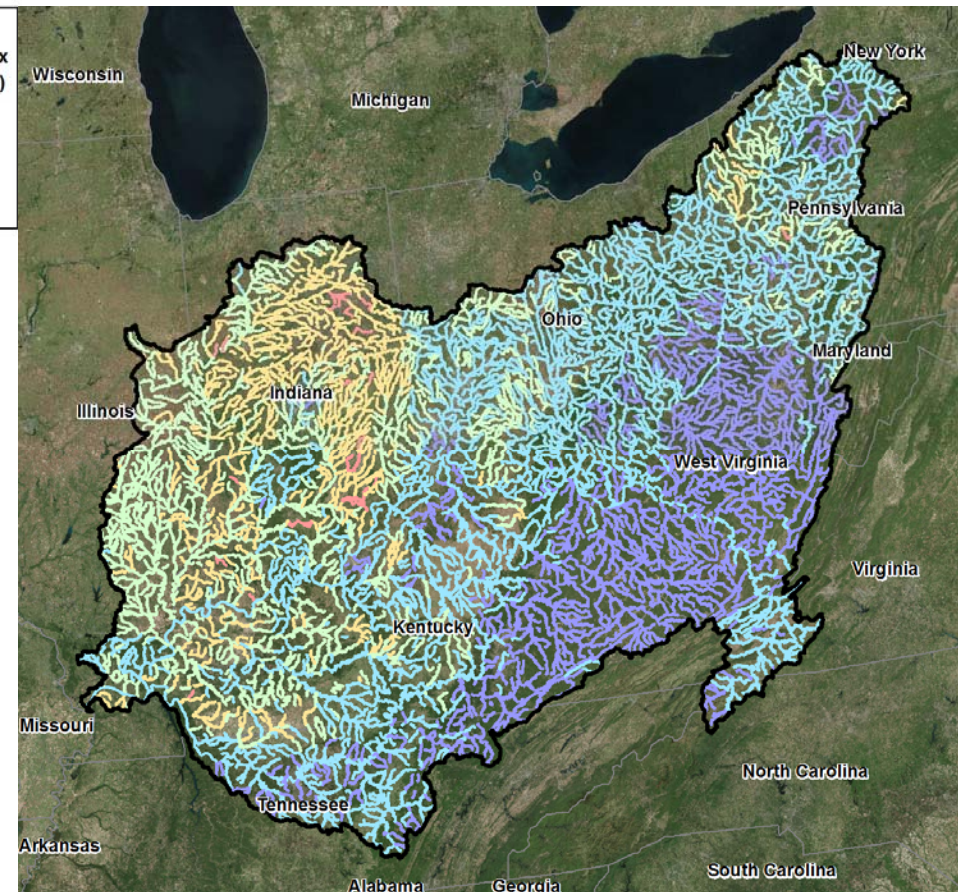 x
)
New York
Wisconsin
Michigan
Pennsylvania
Ohio
Maryland
Indiana
Illinois
West Virginia
Virginia
Kentucky
Missouri
North Carolina
Tennessee
Arkansas
South Carolina
Alabama
Georgia